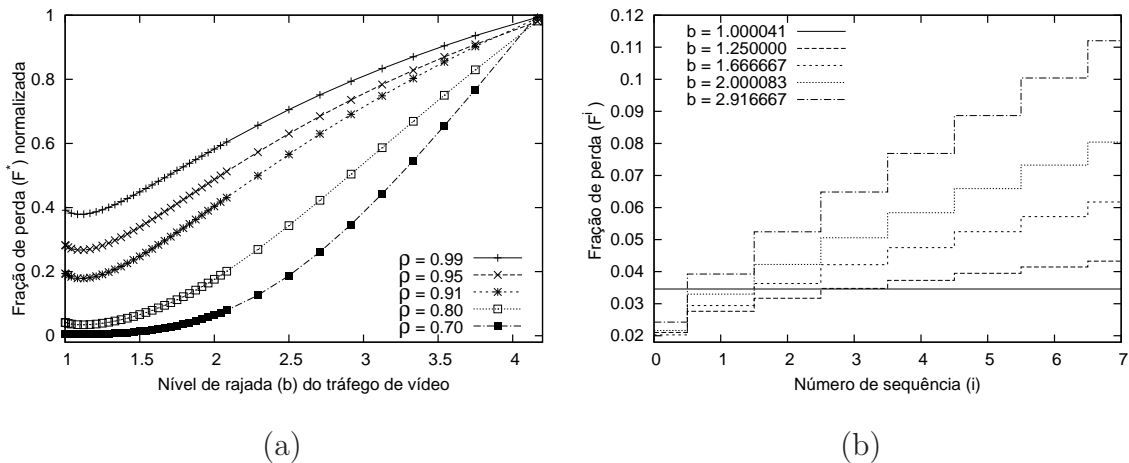 Fração de perda (F*) normalizada
1
0.8
0.6
0.4
0.2
0
1 1.5 2 2.5 3 3.5 4
Nível de rajada (b) do tráfego de vídeo
ρ = 0.99
ρ = 0.95
ρ = 0.91
ρ = 0.80
ρ = 0.70
(a)
Fração de perda (F^i)
0.12
0.11
0.1
0.09
0.08
0.07
0.06
0.05
0.04
0.03
0.02
0 1 2 3 4 5 6 7
Número de sequência (i)
b = 1.000041
b = 1.250000
b = 1.666667
b = 2.000083
b = 2.916667
(b)